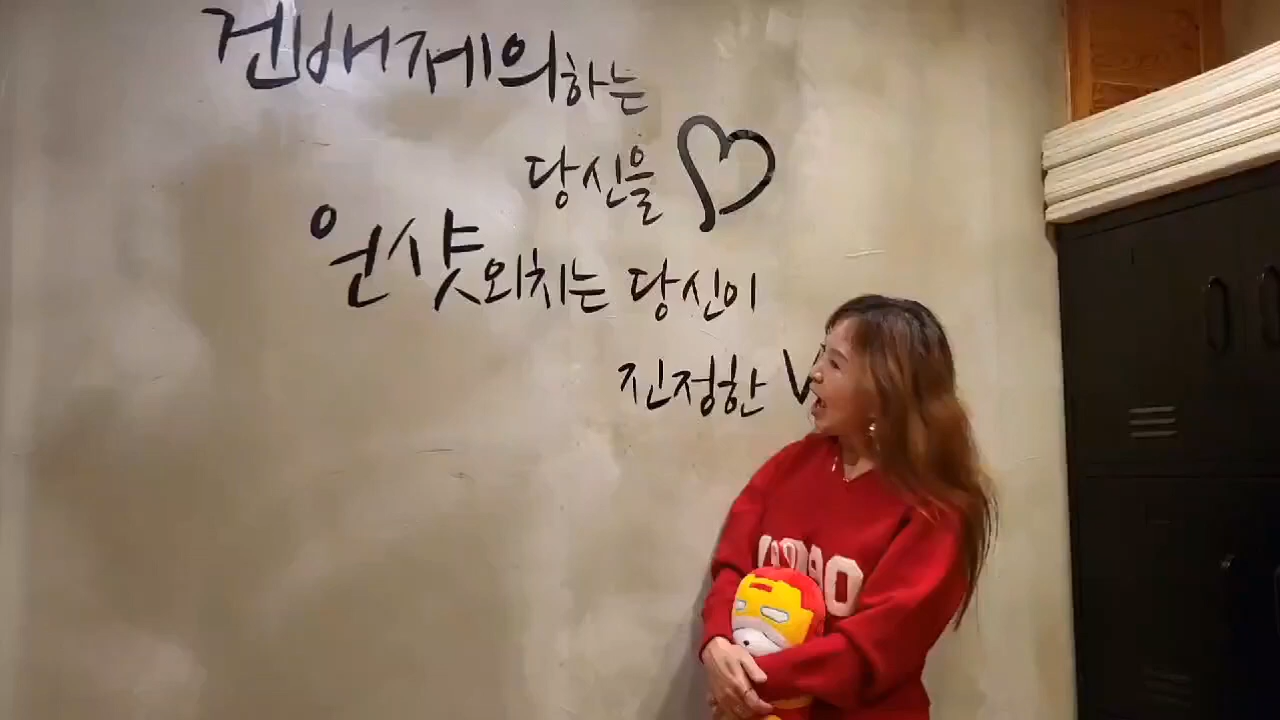 건배제의하는
당신을♡
원샷외치는 당신이
진정한